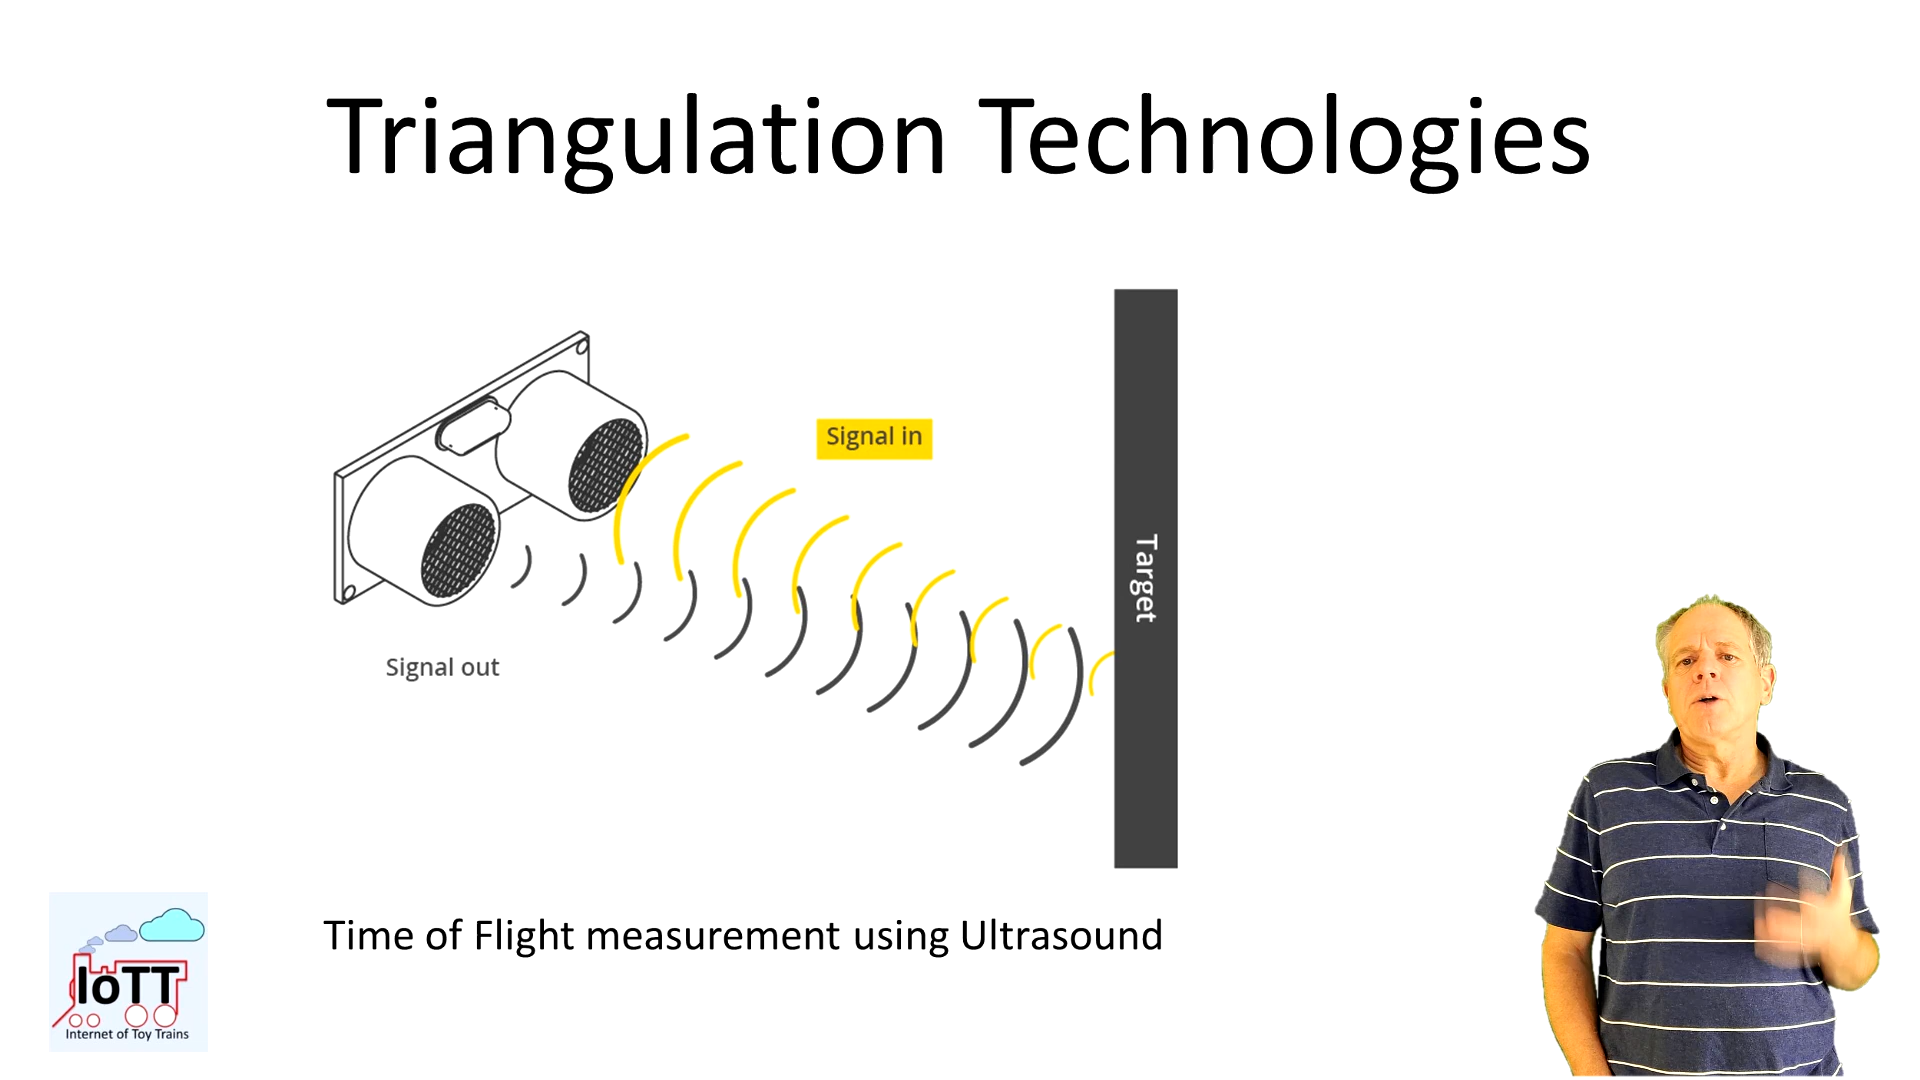 Triangulation Technologies
Signal in
Target
Signal out
Time of Flight measurement using Ultrasound
IoTT
Internet of Toy Trains